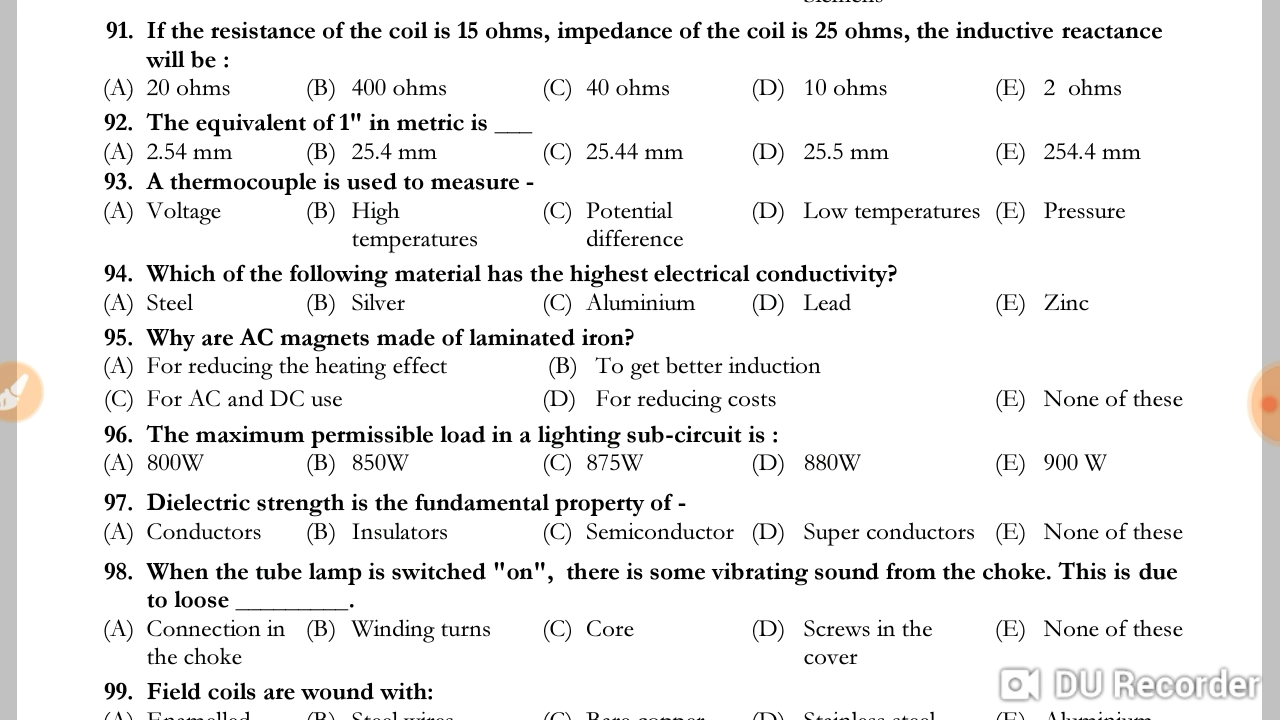 91. If the resistance of the coil is 15 ohms, impedance of the coil is 25 ohms, the inductive reactance
will be :
(A) 20 ohms (B) 400 ohms (C) 40 ohms (D) 10 ohms (E) 2 ohms
92. The equivalent of 1" in metric is ___
(A) 2.54 mm (B) 25.4 mm (C) 25.44 mm (D) 25.5 mm (E) 254.4 mm
93. A thermocouple is used to measure -
(A) Voltage (B) High (C) Potential (D) Low temperatures (E) Pressure
temperatures difference
94. Which of the following material has the highest electrical conductivity?
(A) Steel (B) Silver (C) Aluminium (D) Lead (E) Zinc
95. Why are AC magnets made of laminated iron?
(A) For reducing the heating effect (B) To get better induction
(C) For AC and DC use (D) For reducing costs (E) None of these
96. The maximum permissible load in a lighting sub-circuit is :
(A) 800W (B) 850W (C) 875W (D) 880W (E) 900 W
97. Dielectric strength is the fundamental property of -
(A) Conductors (B) Insulators (C) Semiconductor (D) Super conductors (E) None of these
98. When the tube lamp is switched "on", there is some vibrating sound from the choke. This is due
to loose _________.
(A) Connection in (B) Winding turns (C) Core (D) Screws in the (E) None of these
the choke cover
99. Field coils are wound with:
DU Recorder